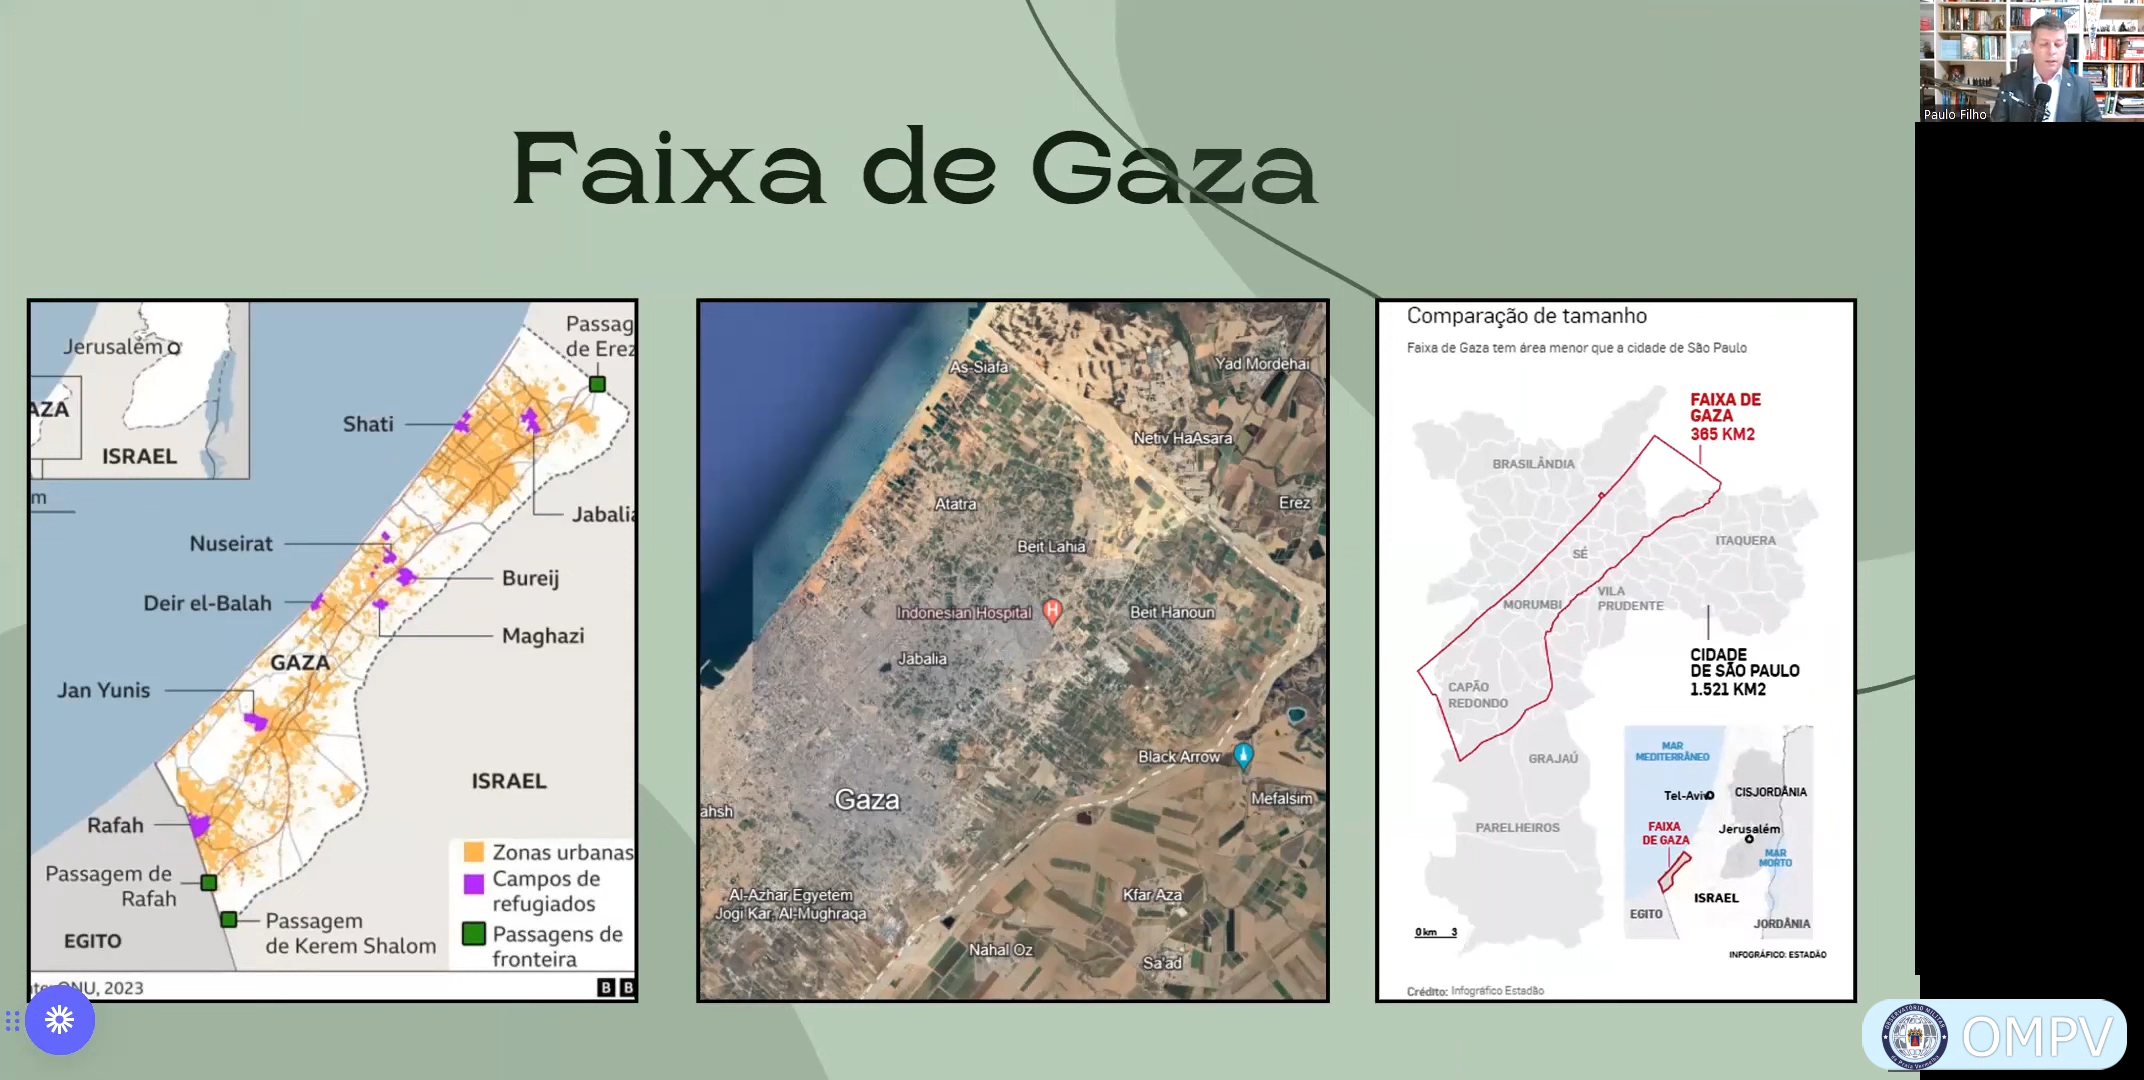 Faixa de Gaza
Paulo Filho
Jerusalém
AZA
ISRAEL
m
Passag
de Erez
Shati
Jabalia
Nuseirat
Bureij
Deir el-Balah
Maghazi
GAZA
Jan Yunis
ISRAEL
Rafah
Passagem de
Rafah
Passagem
de Kerem Shalom
EGITO
Zonas urbanas
Campos de
refugiados
Passagens de
fronteira
ONU, 2023
B B
As-Siafa
Yad Mordehai
Netiv HaAsara
Atatra
Erez
Beit Lahia
Indonesian Hospital
H
Beit Hanoun
Jabalia
Black Arrow
Gaza
Mefalsim
ahsh
Al-Azhar Egyetem
Jogi Kar, Al-Mughraqa
Kfar Aza
Nahal Oz
Sa'ad
Comparação de tamanho
Faixa de Gaza tem área menor que a cidade de São Paulo
FAIXA DE
GAZA
365 KM2
BRASILÂNDIA
ITAQUERA
SÉ
MORUMBI
VILA
PRUDENTE
CIDADE
DE SÃO PAULO
1.521 KM2
CAPÃO
REDONDO
GRAJAÚ
PARELHEIROS
MAR
MEDITERRÂNEO
Tel-Aviv
CISJORDÂNIA
FAIXA
DE GAZA
Jerusalém
MAR
MORTO
ISRAEL
EGITO
JORDÂNIA
0 km 3
INFOGRÁFICO: ESTADÃO
Crédito: Infográfico Estadão
OMPV